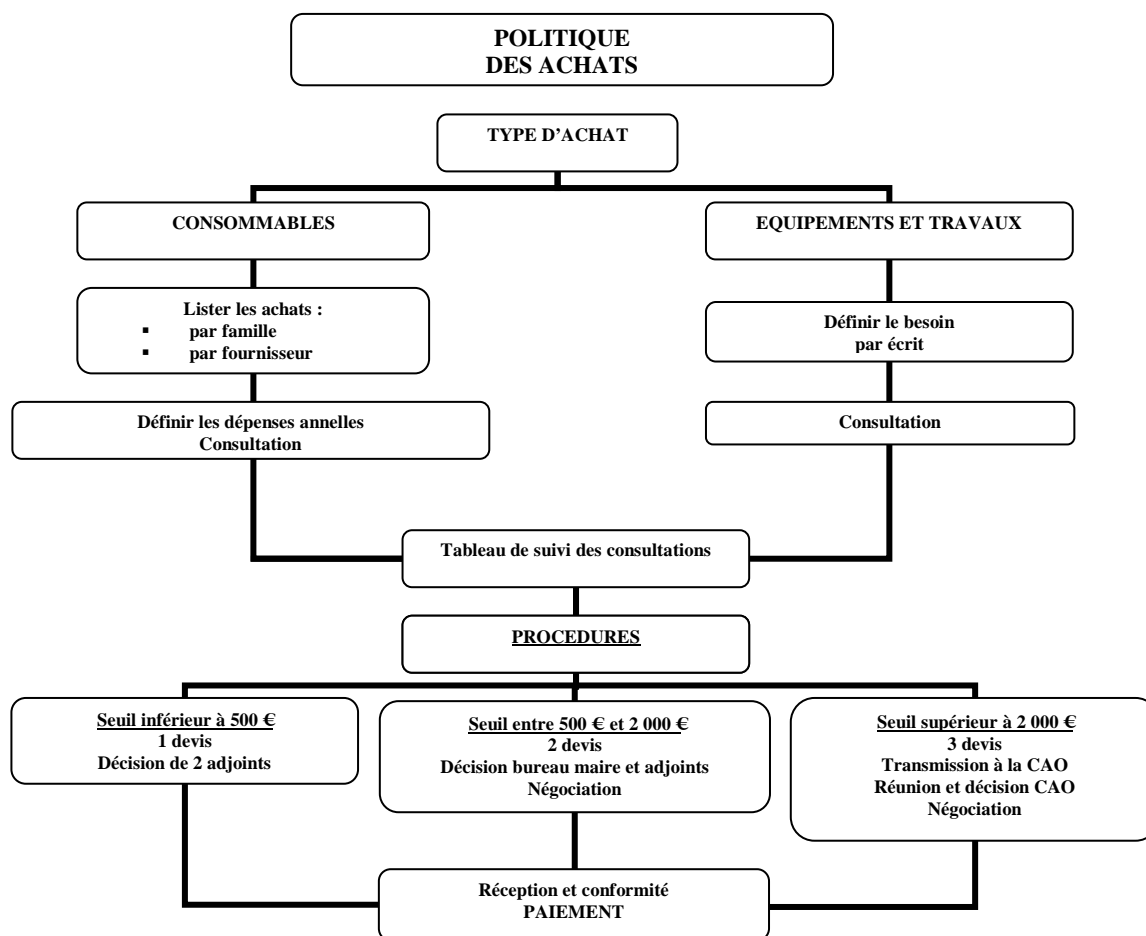 POLITIQUE
DES ACHATS
TYPE D’ACHAT
CONSOMMABLES
EQUIPEMENTS ET TRAVAUX
Lister les achats :
▪ par famille
▪ par fournisseur
Définir le besoin
par écrit
Définir les dépenses annelles
Consultation
Consultation
Tableau de suivi des consultations
PROCEDURES
Seuil inférieur à 500 €
1 devis
Décision de 2 adjoints
Seuil entre 500 € et 2 000 €
2 devis
Décision bureau maire et adjoints
Négociation
Seuil supérieur à 2 000 €
3 devis
Transmission à la CAO
Réunion et décision CAO
Négociation
Réception et conformité
PAIEMENT